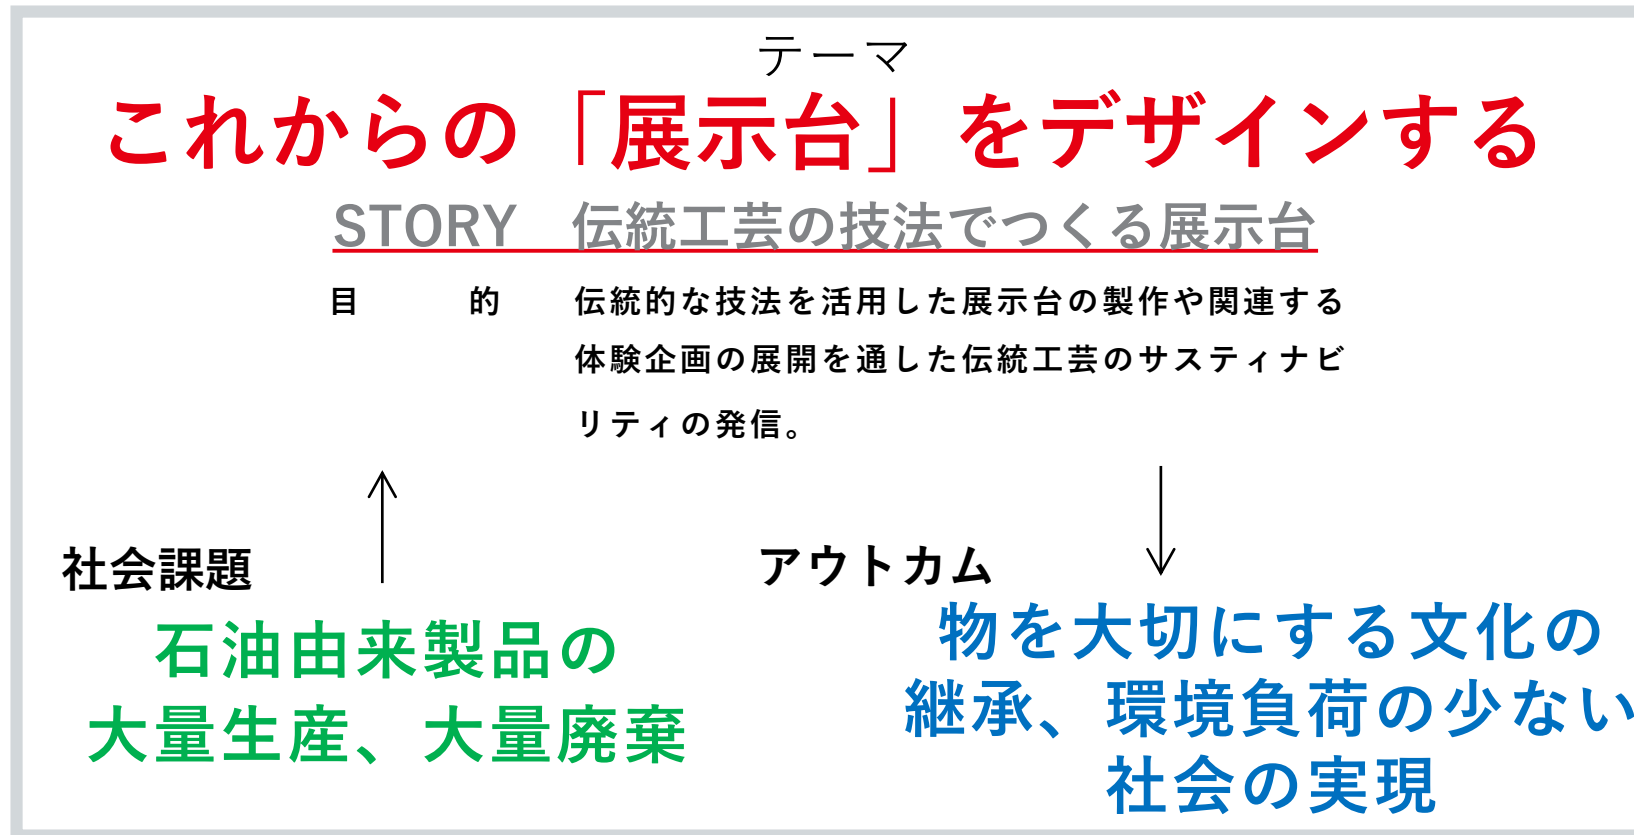 テーマ
これからの「展示台」をデザインする
STORY　伝統工芸の技法でつくる展示台
目　　　的　　伝統的な技法を活用した展示台の製作や関連する
体験企画の展開を通した伝統工芸のサスティナビ
リティの発信。
社会課題
石油由来製品の
大量生産、大量廃棄
アウトカム
物を大切にする文化の
継承、環境負荷の少ない
社会の実現